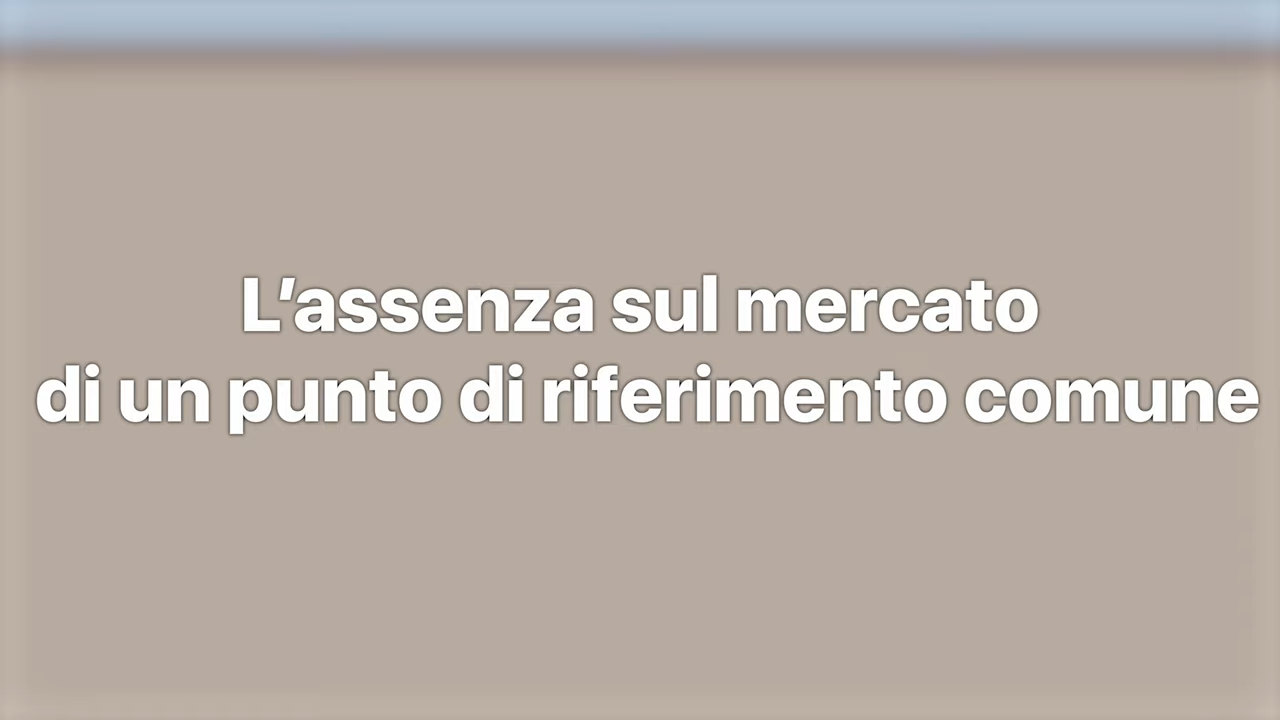 L’assenza sul mercato
di un punto di riferimento comune